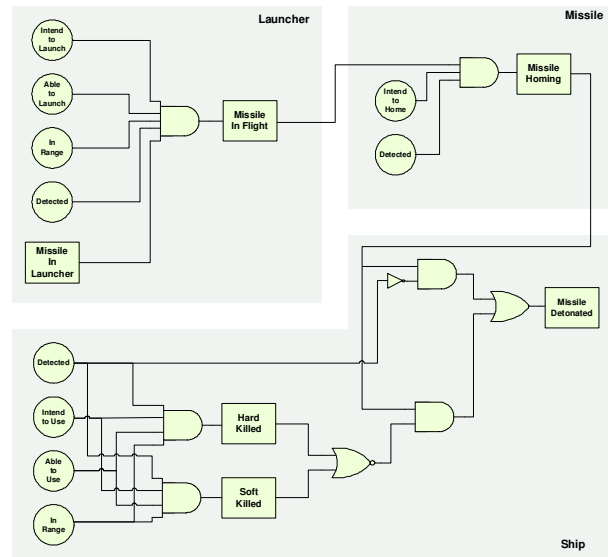 Launcher
Intend
to
Launch
Able
to
Launch
In
Range
Detected
Missile
In
Launcher
Missile
In Flight
Missile
Intend
to
Home
Detected
Missile
Homing
Detected
Intend
to Use
Able
to
Use
In
Range
Hard
Killed
Soft
Killed
Missile
Detonated
Ship